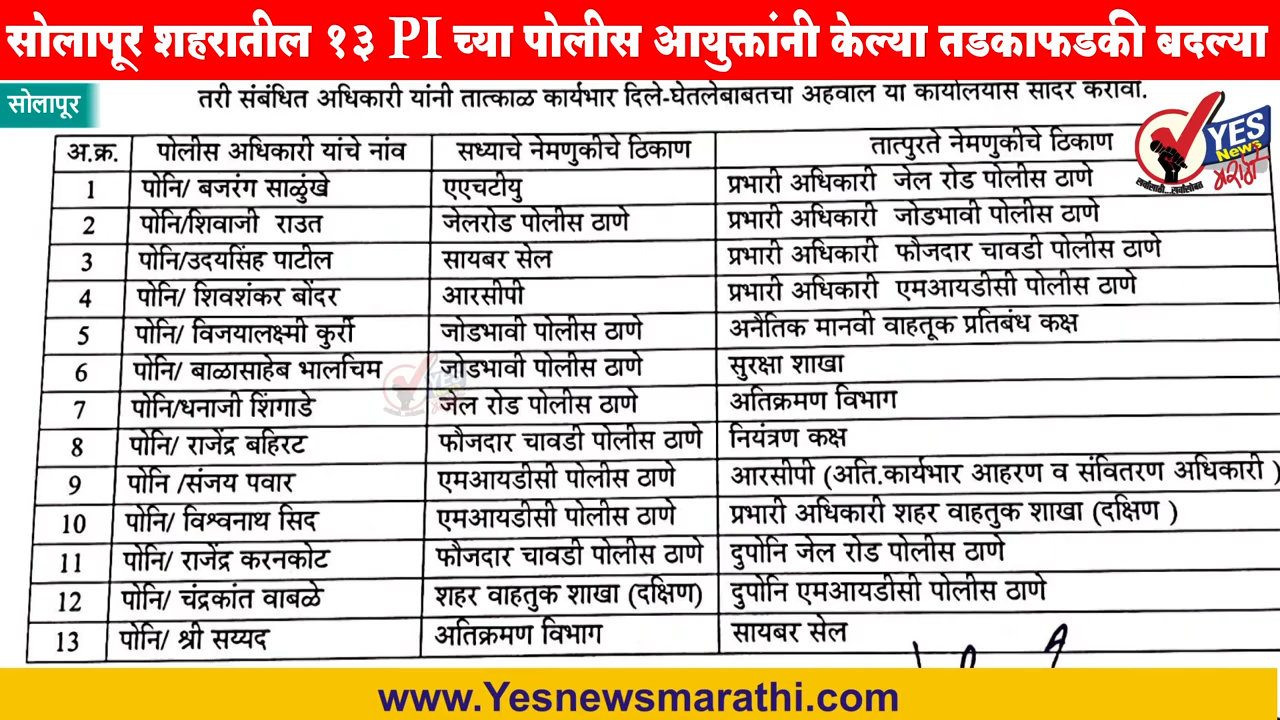 सोलापूर शहरातील १३ PI च्या पोलीस आयुक्तांनी केल्या तडकाफडकी बदल्या
सोलापूर
तरी संबंधित अधिकारी यांनी तात्काळ कार्यभार दिले-घेतलेबाबतचा अहवाल या कार्यालयास सादर करावा.
YES
News
मराठी
सर्वांसाठी...सर्वांसोबत
अ.क्र. पोलीस अधिकारी यांचे नांव सध्याचे नेमणुकीचे ठिकाण तात्पुरते नेमणुकीचे ठिकाण
1 पोनि/ बजरंग साळुंखे एएचटीयु प्रभारी अधिकारी जेल रोड पोलीस ठाणे
2 पोनि/शिवाजी राउत जेलरोड पोलीस ठाणे प्रभारी अधिकारी जोडभावी पोलीस ठाणे
3 पोनि/उदयसिंह पाटील सायबर सेल प्रभारी अधिकारी फौजदार चावडी पोलीस ठाणे
4 पोनि/ शिवशंकर बोंदर आरसीपी प्रभारी अधिकारी एमआयडीसी पोलीस ठाणे
5 पोनि/ विजयालक्ष्मी कुर्री जोडभावी पोलीस ठाणे अनैतिक मानवी वाहतूक प्रतिबंध कक्ष
6 पोनि/ बाळासाहेब भालचिम जोडभावी पोलीस ठाणे सुरक्षा शाखा
7 पोनि/धनाजी शिंगाडे जेल रोड पोलीस ठाणे अतिक्रमण विभाग
8 पोनि/ राजेंद्र बहिरट फौजदार चावडी पोलीस ठाणे नियंत्रण कक्ष
9 पोनि /संजय पवार एमआयडीसी पोलीस ठाणे आरसीपी (अति.कार्यभार आहरण व संवितरण अधिकारी )
10 पोनि/ विश्वनाथ सिद एमआयडीसी पोलीस ठाणे प्रभारी अधिकारी शहर वाहतुक शाखा (दक्षिण )
11 पोनि/ राजेंद्र करनकोट फौजदार चावडी पोलीस ठाणे दुपोनि जेल रोड पोलीस ठाणे
12 पोनि/ चंद्रकांत वाबळे शहर वाहतुक शाखा (दक्षिण) दुपोनि एमआयडीसी पोलीस ठाणे
13 पोनि/ श्री सय्यद अतिक्रमण विभाग सायबर सेल
www.Yesnewsmarathi.com